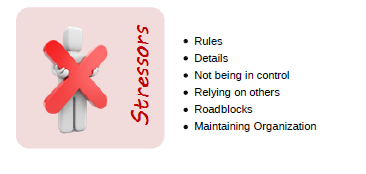 Stressors
Rules
Details
Not being in control
Relying on others
Roadblocks
Maintaining Organization